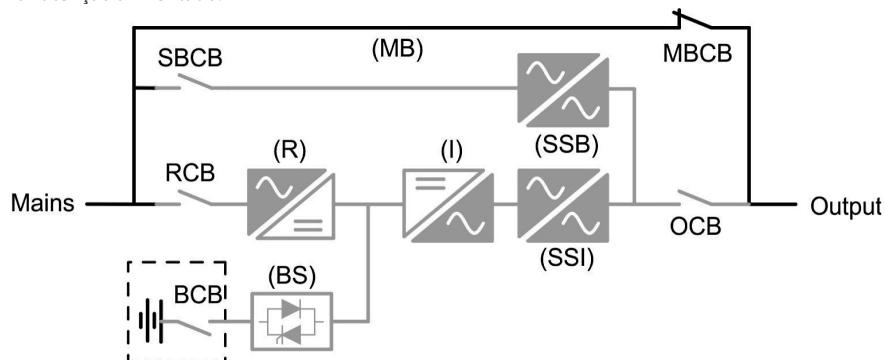 (MB)
MBCB
SBCB
(SSB)
(R)
(I)
RCB
Mains
Output
OCB
(SSI)
(BS)
BCB